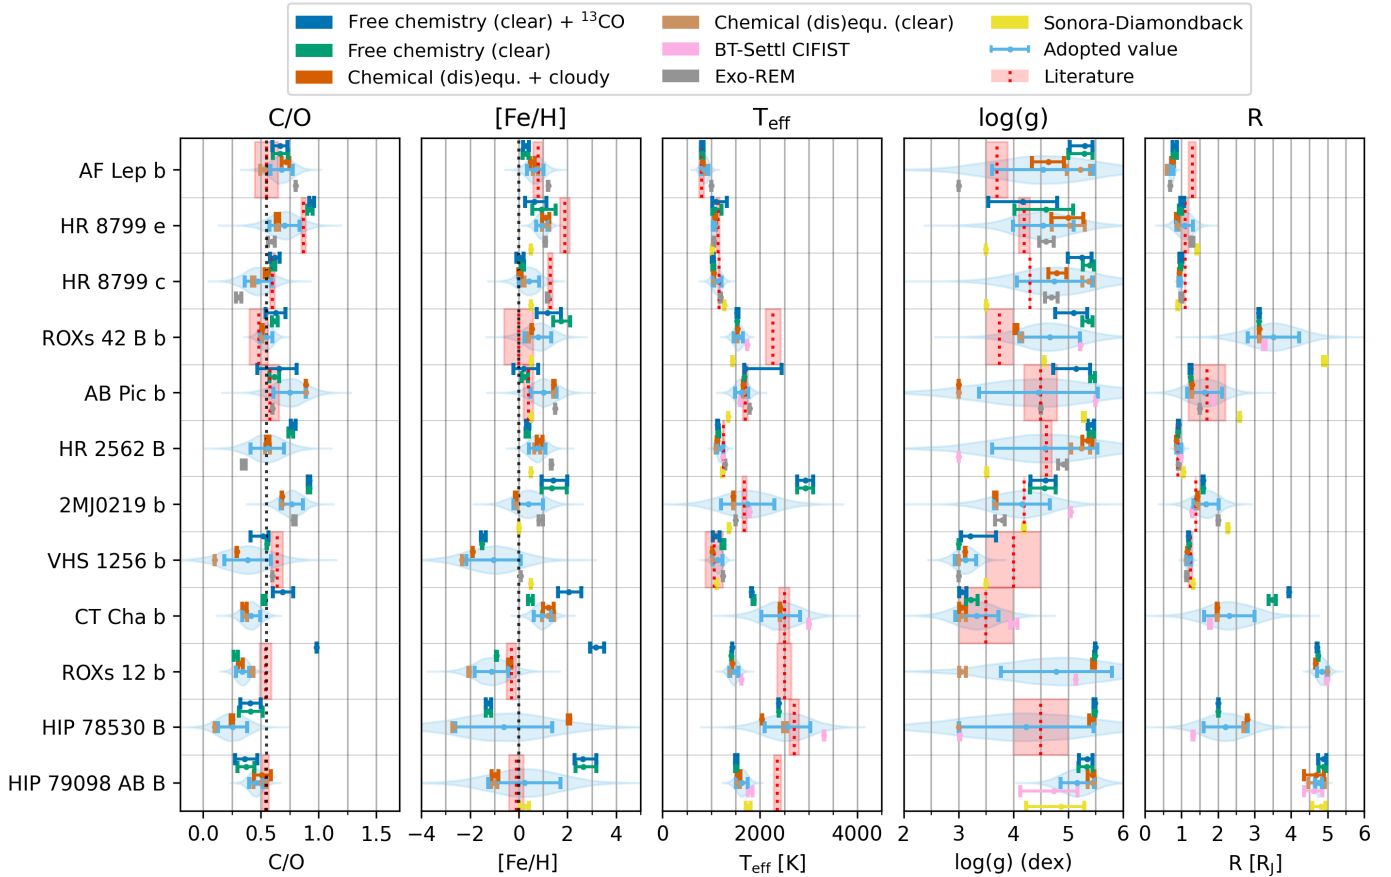 Free chemistry (clear) + ¹³CO
Chemical (dis)equ. (clear)
Sonora-Diamondback
Free chemistry (clear)
BT-Settl CIFIST
Adopted value
Chemical (dis)equ. + cloudy
Exo-REM
Literature
C/O
[Fe/H]
T_eff
log(g)
R
AF Lep b
HR 8799 e
HR 8799 c
ROXs 42 B b
AB Pic b
HR 2562 B
2MJ0219 b
VHS 1256 b
CT Cha b
ROXs 12 b
HIP 78530 B
HIP 79098 AB B
0.0 0.5 1.0 1.5
−4 −2 0 2 4
0 2000 4000
2 3 4 5 6
0 1 2 3 4 5 6
C/O
[Fe/H]
T_eff [K]
log(g) (dex)
R [R_J]